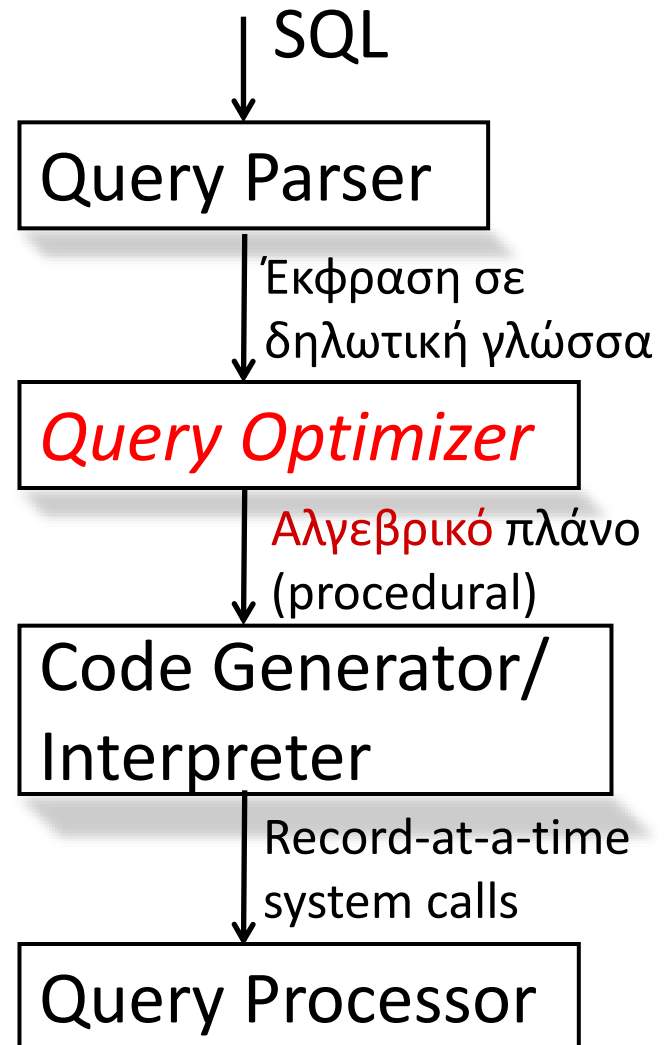 SQL
Query Parser
Έκφραση σε
δηλωτική γλώσσα
Query Optimizer
Αλγεβρικό πλάνο
(procedural)
Code Generator/
Interpreter
Record-at-a-time
system calls
Query Processor